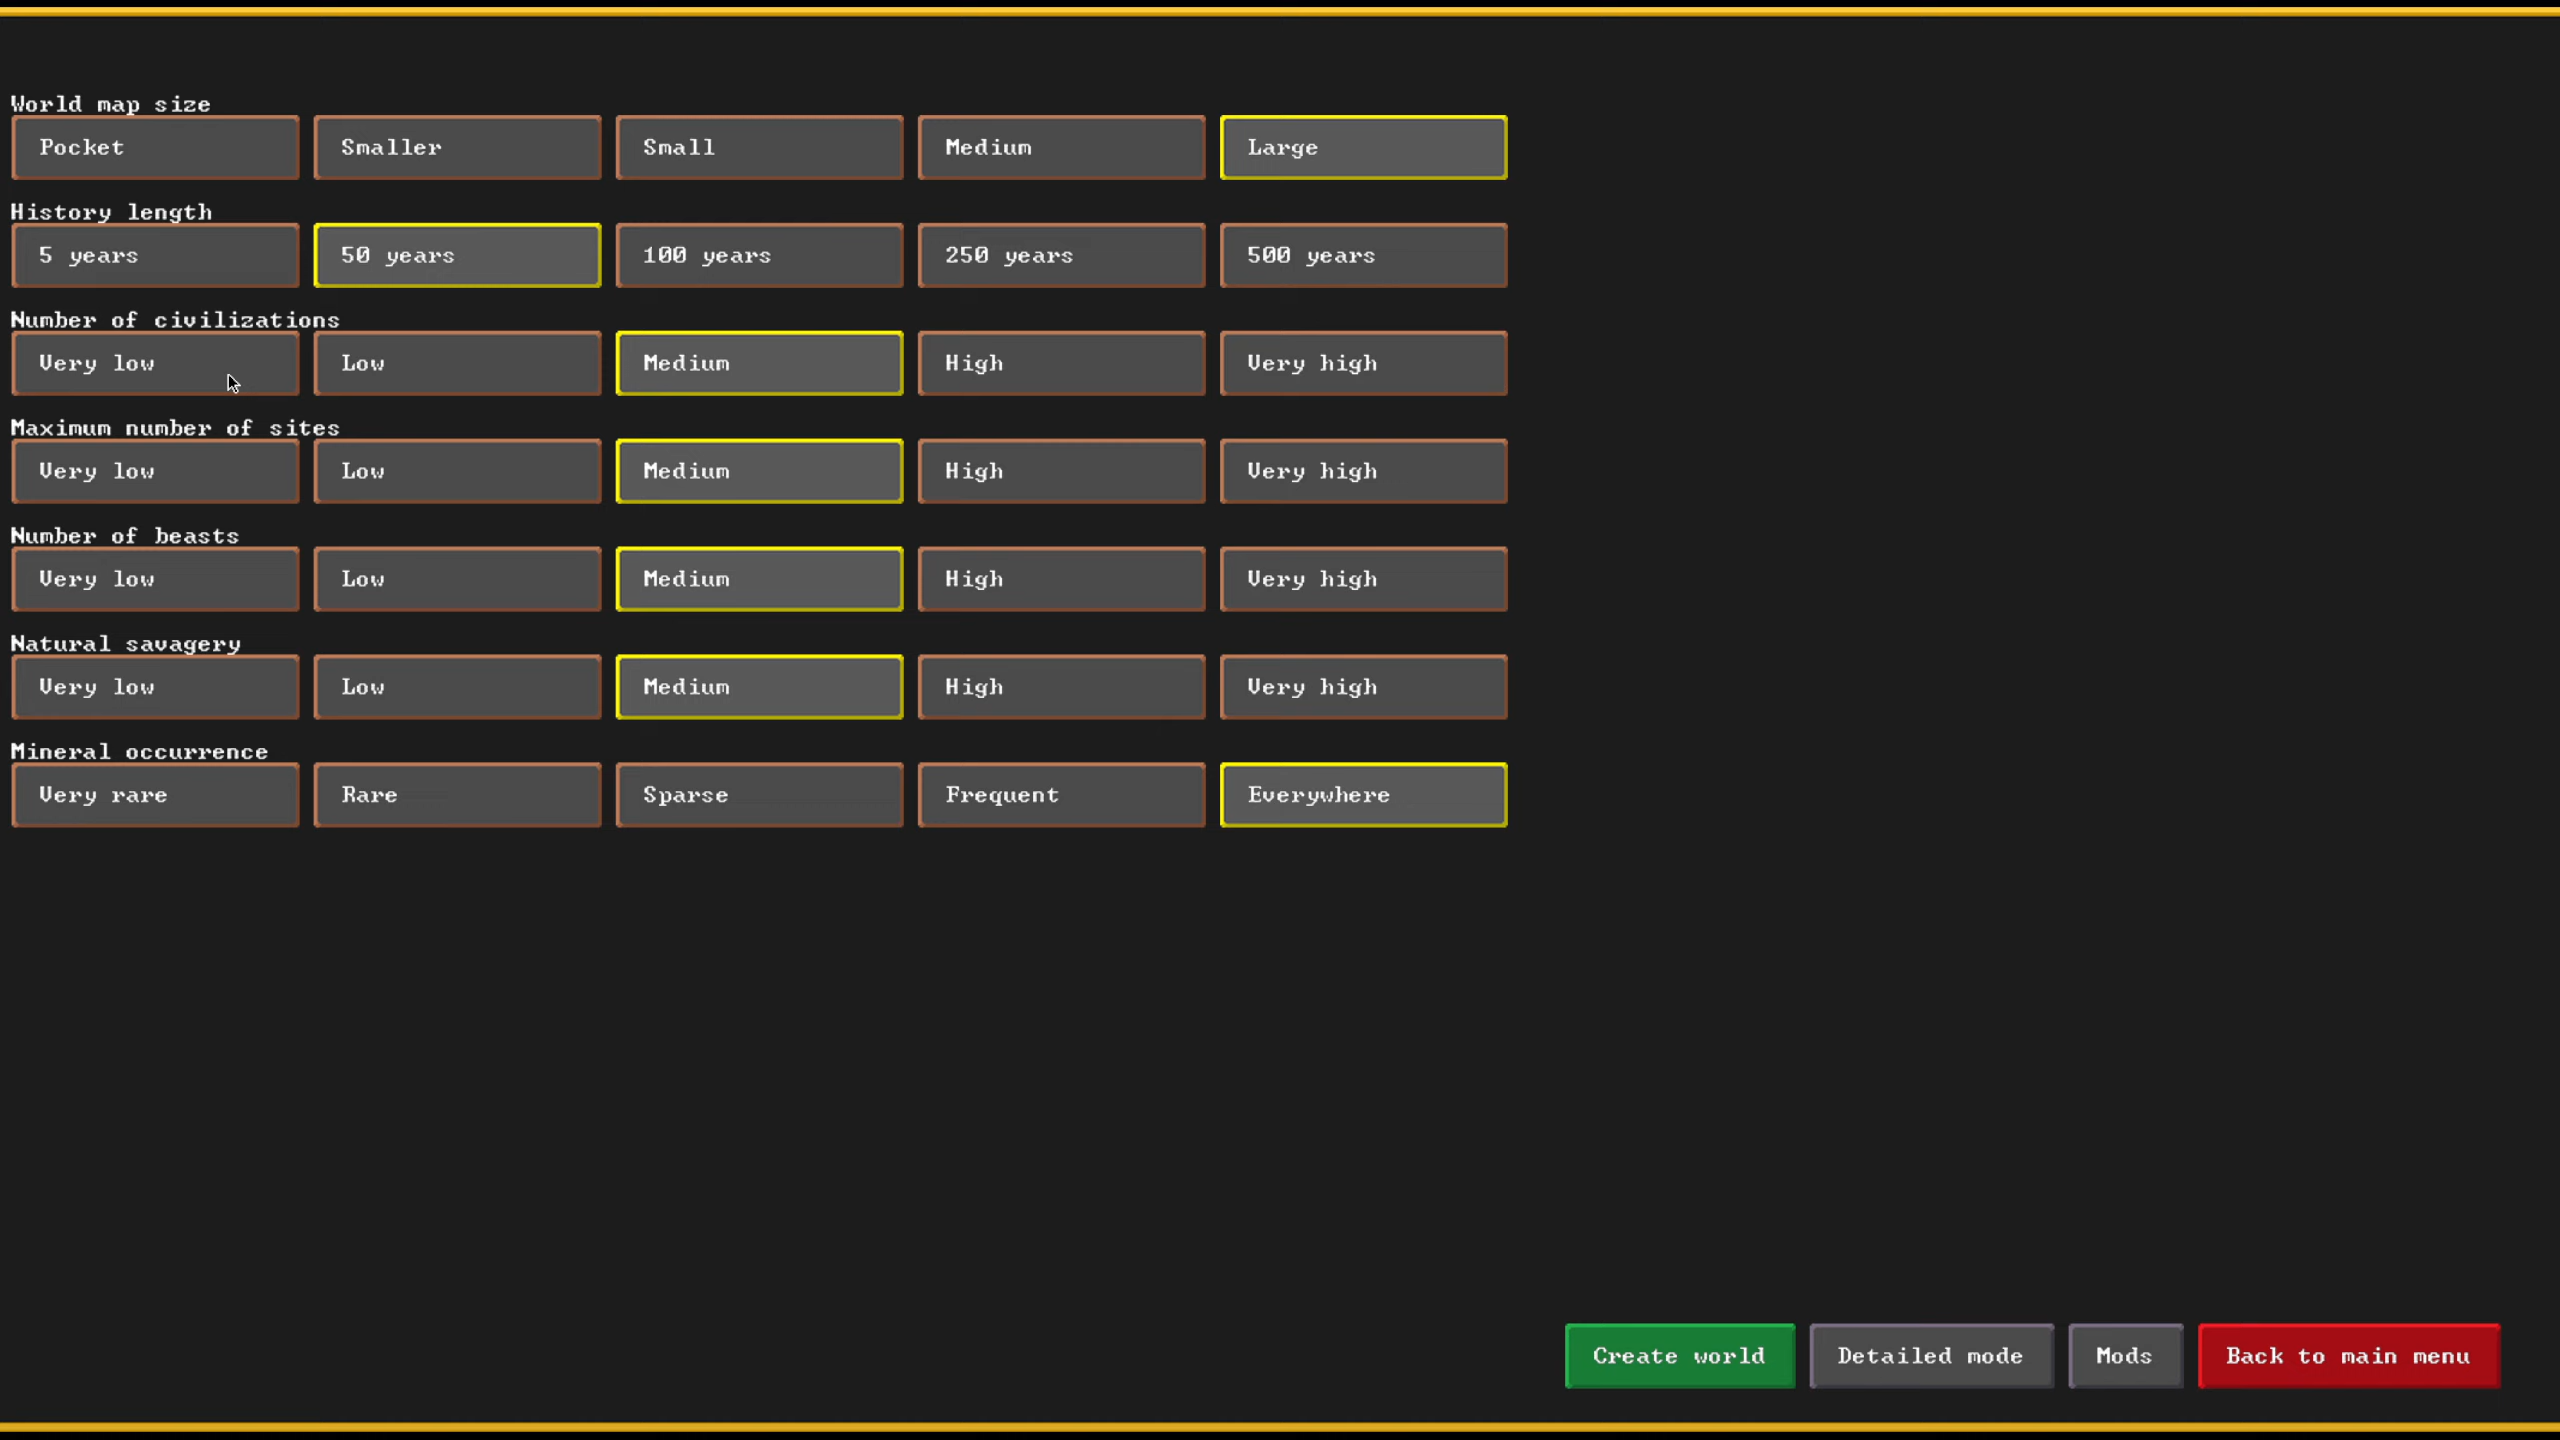 World map size
Pocket Smaller Small Medium Large
History length
5 years 50 years 100 years 250 years 500 years
Number of civilizations
Very low Low Medium High Very high
Maximum number of sites
Very low Low Medium High Very high
Number of beasts
Very low Low Medium High Very high
Natural savagery
Very low Low Medium High Very high
Mineral occurrence
Very rare Rare Sparse Frequent Everywhere
Create world Detailed mode Mods Back to main menu